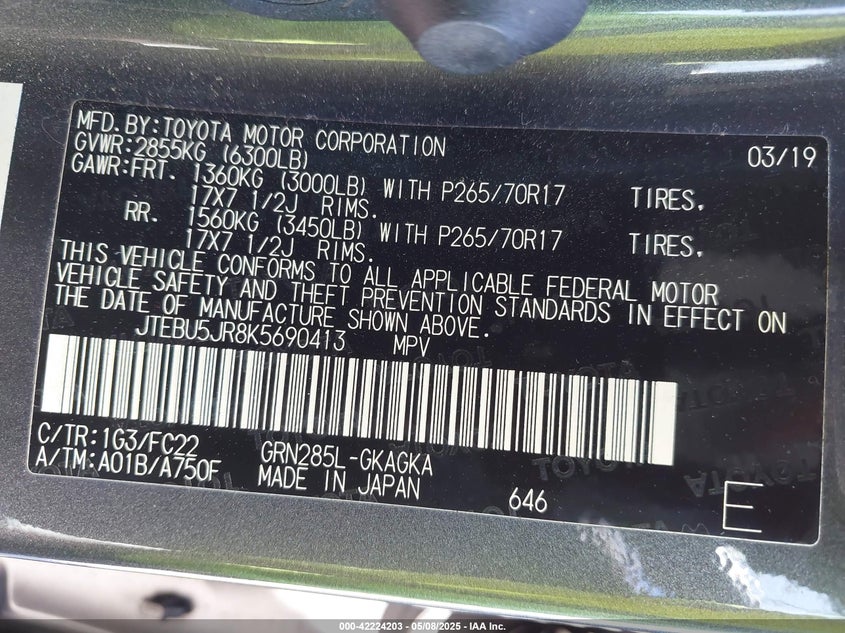 MFD.BY:TOYOTA MOTOR CORPORATION 03/19
GVWR:2855KG (6300LB)
GAWR:FRT. 1360KG (3000LB) WITH P265/70R17 TIRES,
17X7 1/2J RIMS.
RR. 1560KG (3450LB) WITH P265/70R17 TIRES,
17X7 1/2J RIMS.
THIS VEHICLE CONFORMS TO ALL APPLICABLE FEDERAL MOTOR
VEHICLE SAFETY AND THEFT PREVENTION STANDARDS IN EFFECT ON
THE DATE OF MANUFACTURE SHOWN ABOVE.
JTEBU5JR8K5690413 MPV
C/TR:1G3/FC22 GRN285L-GKAGKA
A/TM:A01B/A750F MADE IN JAPAN 646 E
000-42224203 - 05/08/2025 - IAA Inc.